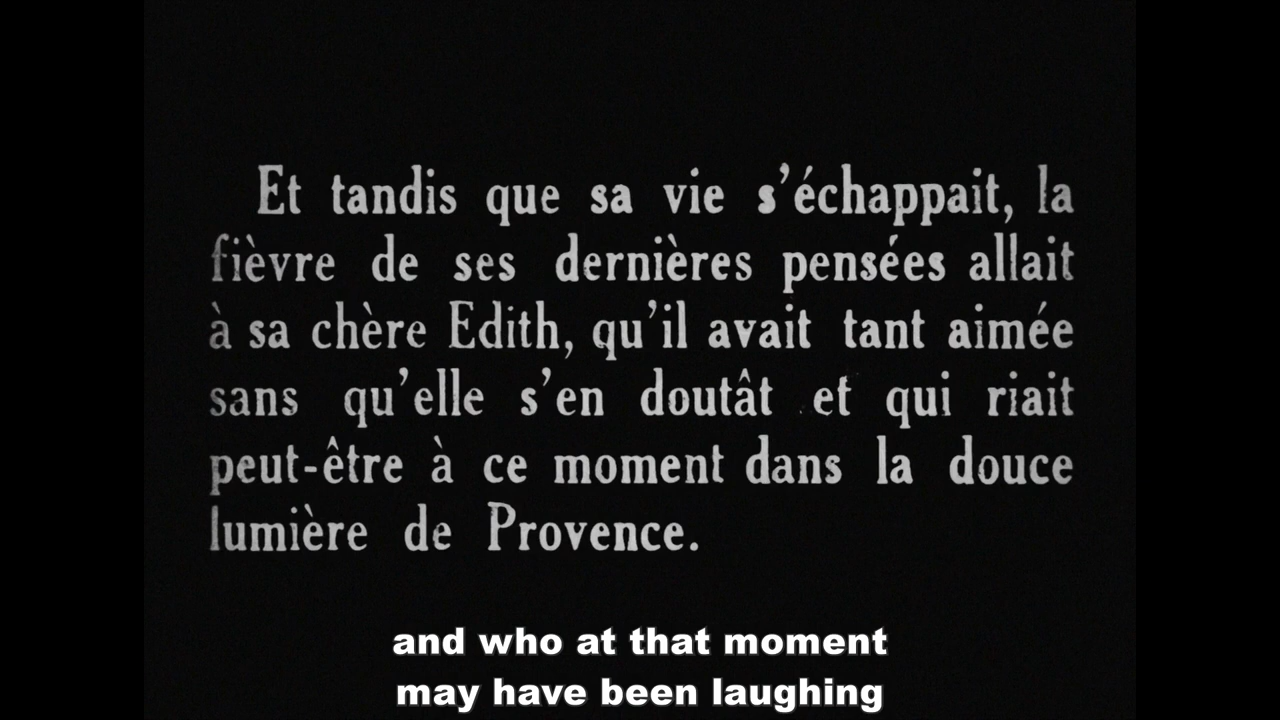 Et tandis que sa vie s'échappait, la
fièvre de ses dernières pensées allait
à sa chère Edith, qu'il avait tant aimée
sans qu'elle s'en doutât et qui riait
peut-être à ce moment dans la douce
lumière de Provence.
and who at that moment
may have been laughing